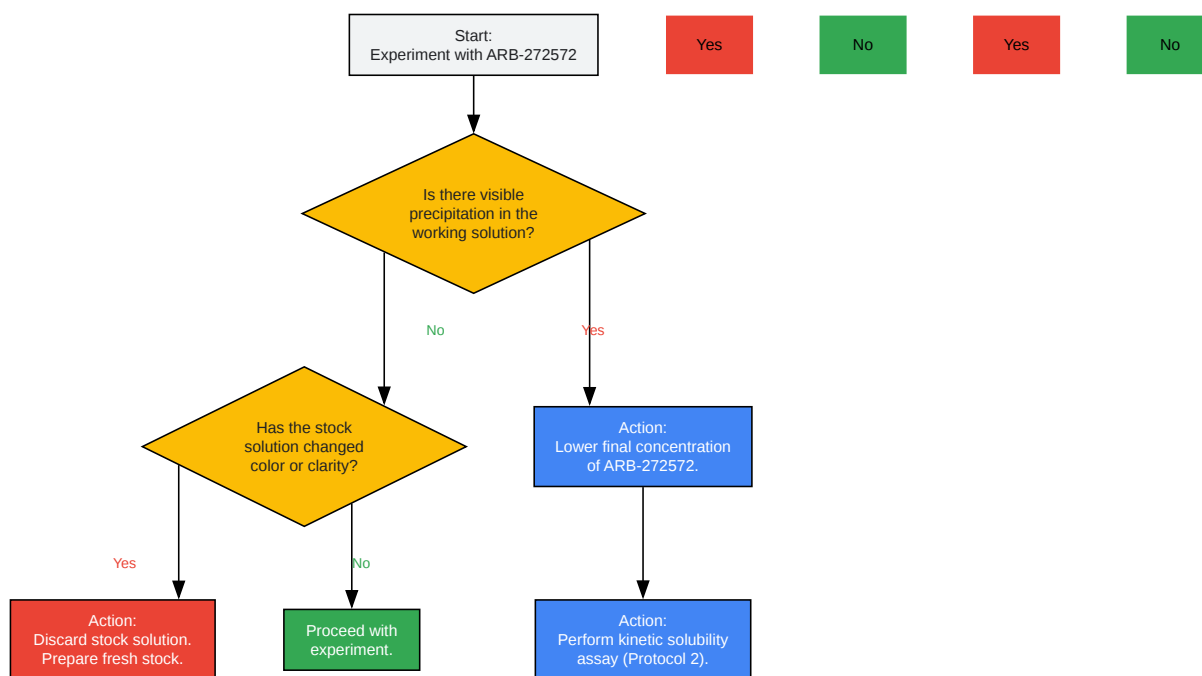 Start:
Experiment with ARB-272572
Yes
No
Yes
No
Is there visible
precipitation in the
working solution?
No
Yes
Has the stock
solution changed
color or clarity?
Action:
Lower final concentration
of ARB-272572.
Yes
No
Action:
Discard stock solution.
Prepare fresh stock.
Proceed with
experiment.
Action:
Perform kinetic solubility
assay (Protocol 2).